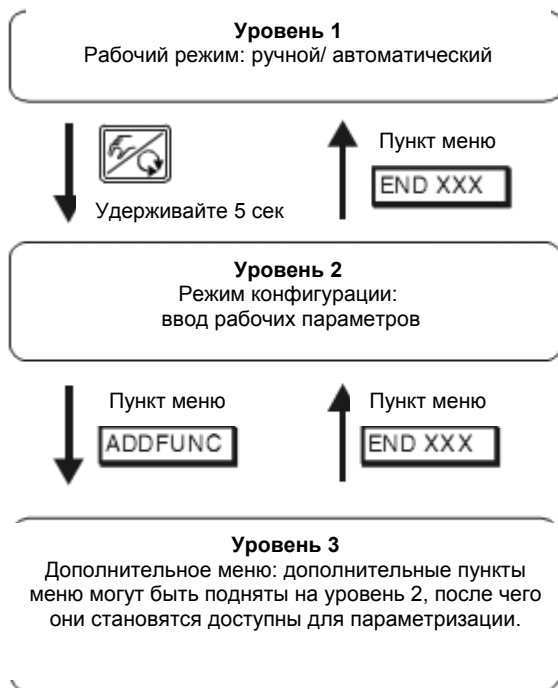 Уровень 1
Рабочий режим: ручной/ автоматический
Удерживайте 5 сек
Пункт меню
END XXX
Уровень 2
Режим конфигурации:
ввод рабочих параметров
Пункт меню
ADDFUNC
Пункт меню
END XXX
Уровень 3
Дополнительное меню: дополнительные пункты
меню могут быть подняты на уровень 2, после чего
они становятся доступны для параметризации.